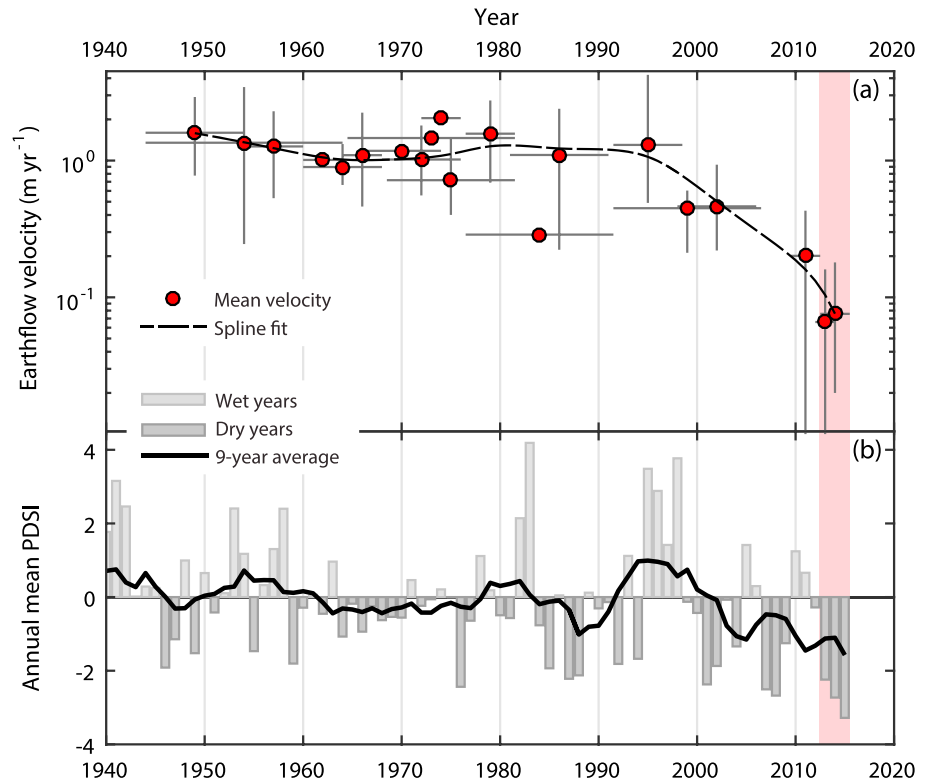 Year
1940 1950 1960 1970 1980 1990 2000 2010 2020
(a)
10^0
10^-1
Earthflow velocity (m yr^-1)
Mean velocity
Spline fit
Wet years
Dry years
9-year average
(b)
4
2
0
-2
-4
Annual mean PDSI
1940 1950 1960 1970 1980 1990 2000 2010 2020